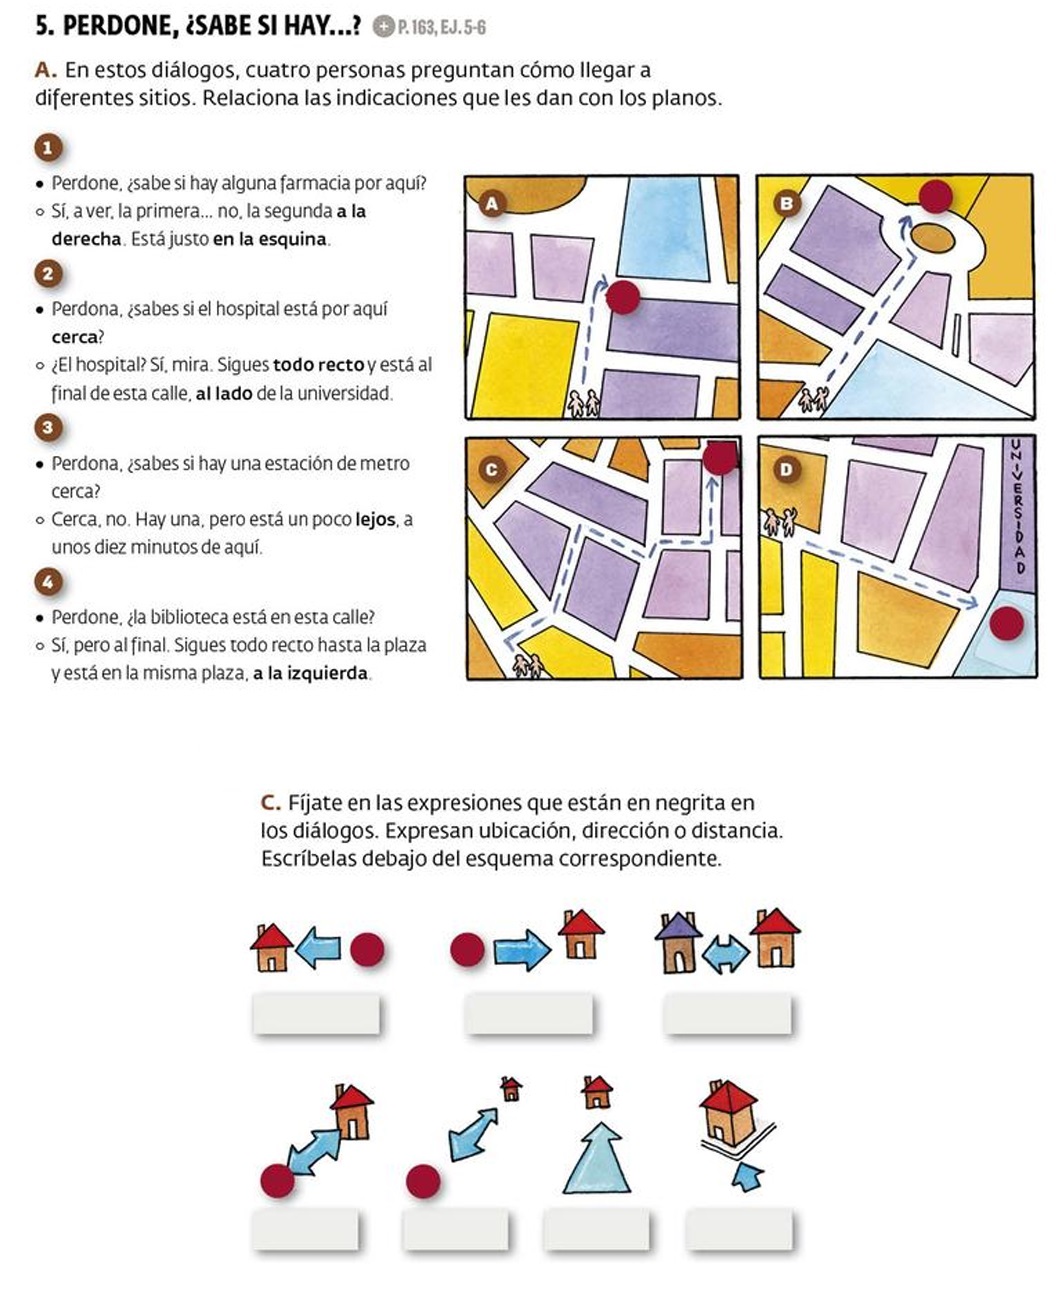 5. PERDONE, ¿SABE SI HAY...? + P. 163, EJ. 5-6
A. En estos diálogos, cuatro personas preguntan cómo llegar a
diferentes sitios. Relaciona las indicaciones que les dan con los planos.
1
• Perdone, ¿sabe si hay alguna farmacia por aquí?
○ Sí, a ver, la primera... no, la segunda a la
derecha. Está justo en la esquina.
2
• Perdona, ¿sabes si el hospital está por aquí
cerca?
○ ¿El hospital? Sí, mira. Sigues todo recto y está al
final de esta calle, al lado de la universidad.
3
• Perdona, ¿sabes si hay una estación de metro
cerca?
○ Cerca, no. Hay una, pero está un poco lejos, a
unos diez minutos de aquí.
4
• Perdone, ¿la biblioteca está en esta calle?
○ Sí, pero al final. Sigues todo recto hasta la plaza
y está en la misma plaza, a la izquierda.
A
B
C
D
UNIVERSIDAD
C. Fíjate en las expresiones que están en negrita en
los diálogos. Expresan ubicación, dirección o distancia.
Escríbelas debajo del esquema correspondiente.